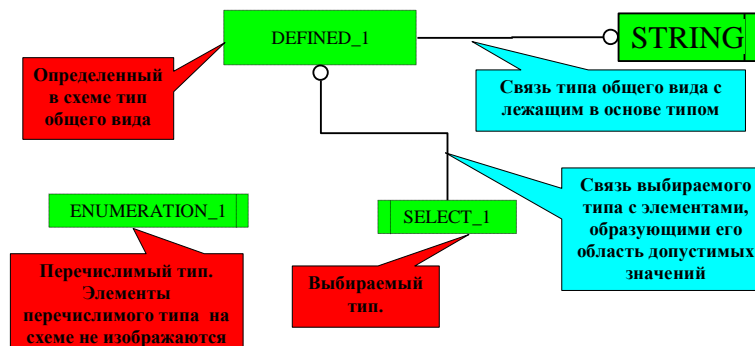 DEFINED_1
STRING
Определенный
в схеме тип
общего вида
Связь типа общего вида с
лежащим в основе типом
ENUMERATION_1
SELECT_1
Связь выбираемого
типа с элементами,
образующими его
область допустимых
значений
Перечислимый тип.
Элементы
перечислимого типа на
схеме не изображаются
Выбираемый
тип.